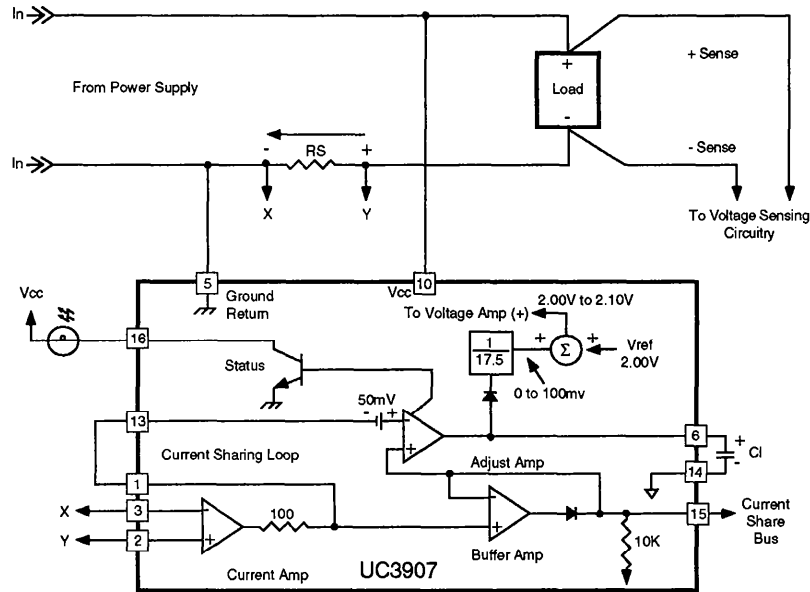 In
+
Load
-
+ Sense
From Power Supply
- RS +
In
- Sense
X Y
To Voltage Sensing
Circuitry
5
Ground
Return
10
Vcc
Vcc
16
Status
To Voltage Amp (+)
2.00V to 2.10V
1
17.5
+ Σ +
Vref
2.00V
0 to 100mv
13
50mV
- +
-
+
6
+
CI
-
Current Sharing Loop
Adjust Amp
14
1
X
3
-
100
Y
2
+
-
+
15
Current
Share
Bus
10K
Buffer Amp
Current Amp
UC3907